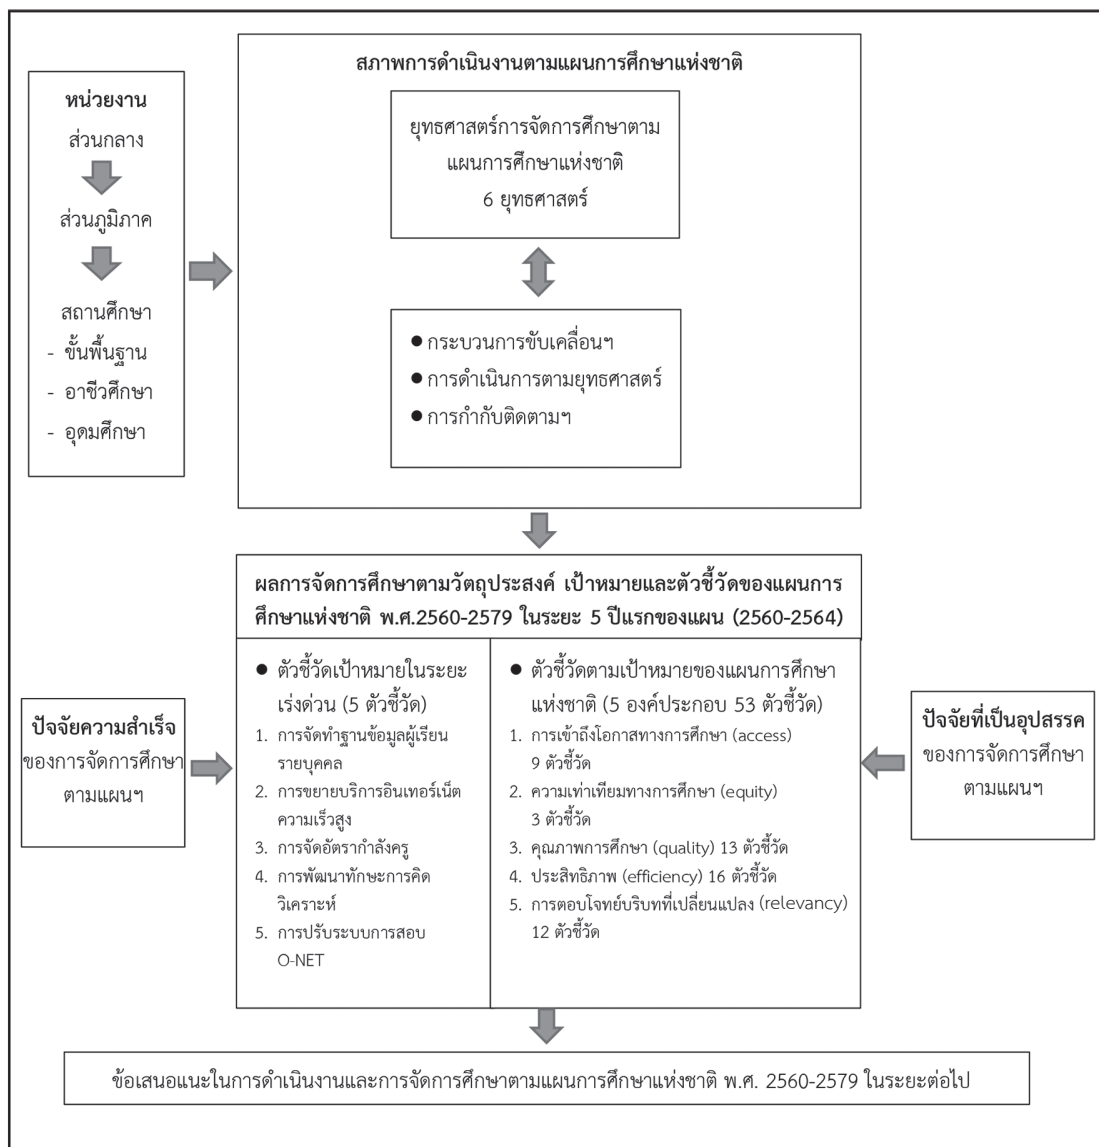 สภาพการดำเนินงานตามแผนการศึกษาแห่งชาติ
หน่วยงาน
ส่วนกลาง
ส่วนภูมิภาค
สถานศึกษา
- ขั้นพื้นฐาน
- อาชีวศึกษา
- อุดมศึกษา
ยุทธศาสตร์การจัดการศึกษาตาม
แผนการศึกษาแห่งชาติ
6 ยุทธศาสตร์
● กระบวนการขับเคลื่อนฯ
● การดำเนินการตามยุทธศาสตร์
● การกำกับติดตามฯ
ผลการจัดการศึกษาตามวัตถุประสงค์ เป้าหมายและตัวชี้วัดของแผนการ
ศึกษาแห่งชาติ พ.ศ.2560-2579 ในระยะ 5 ปีแรกของแผน (2560-2564)
ปัจจัยความสำเร็จ
ของการจัดการศึกษา
ตามแผนฯ
● ตัวชี้วัดเป้าหมายในระยะ
เร่งด่วน (5 ตัวชี้วัด)
1. การจัดทำฐานข้อมูลผู้เรียน
รายบุคคล
2. การขยายบริการอินเทอร์เน็ต
ความเร็วสูง
3. การจัดอัตรากำลังครู
4. การพัฒนาทักษะการคิด
วิเคราะห์
5. การปรับระบบการสอบ
O-NET
● ตัวชี้วัดตามเป้าหมายของแผนการศึกษา
แห่งชาติ (5 องค์ประกอบ 53 ตัวชี้วัด)
1. การเข้าถึงโอกาสทางการศึกษา (access)
9 ตัวชี้วัด
2. ความเท่าเทียมทางการศึกษา (equity)
3 ตัวชี้วัด
3. คุณภาพการศึกษา (quality) 13 ตัวชี้วัด
4. ประสิทธิภาพ (efficiency) 16 ตัวชี้วัด
5. การตอบโจทย์บริบทที่เปลี่ยนแปลง (relevancy)
12 ตัวชี้วัด
ปัจจัยที่เป็นอุปสรรค
ของการจัดการศึกษา
ตามแผนฯ
ข้อเสนอแนะในการดำเนินงานและการจัดการศึกษาตามแผนการศึกษาแห่งชาติ พ.ศ. 2560-2579 ในระยะต่อไป